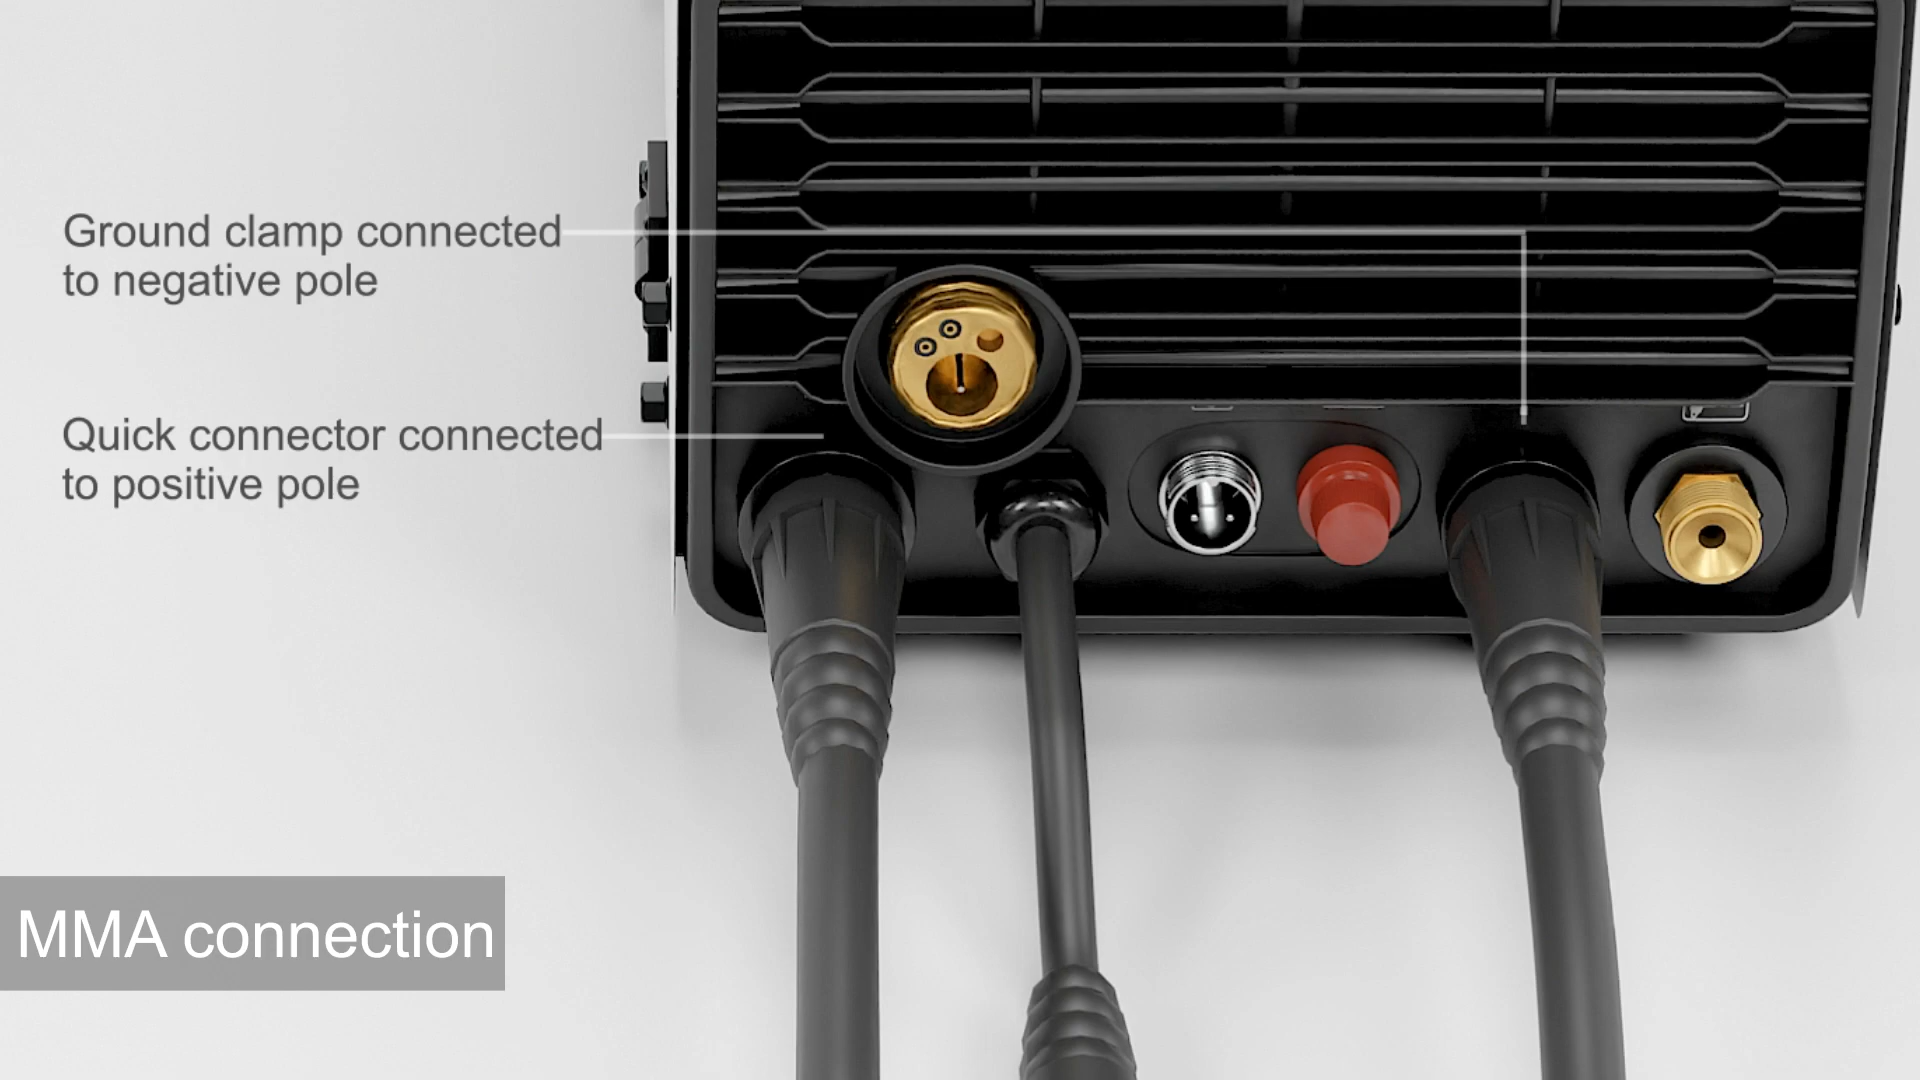 Ground clamp connected
to negative pole
Quick connector connected
to positive pole
MMA connection